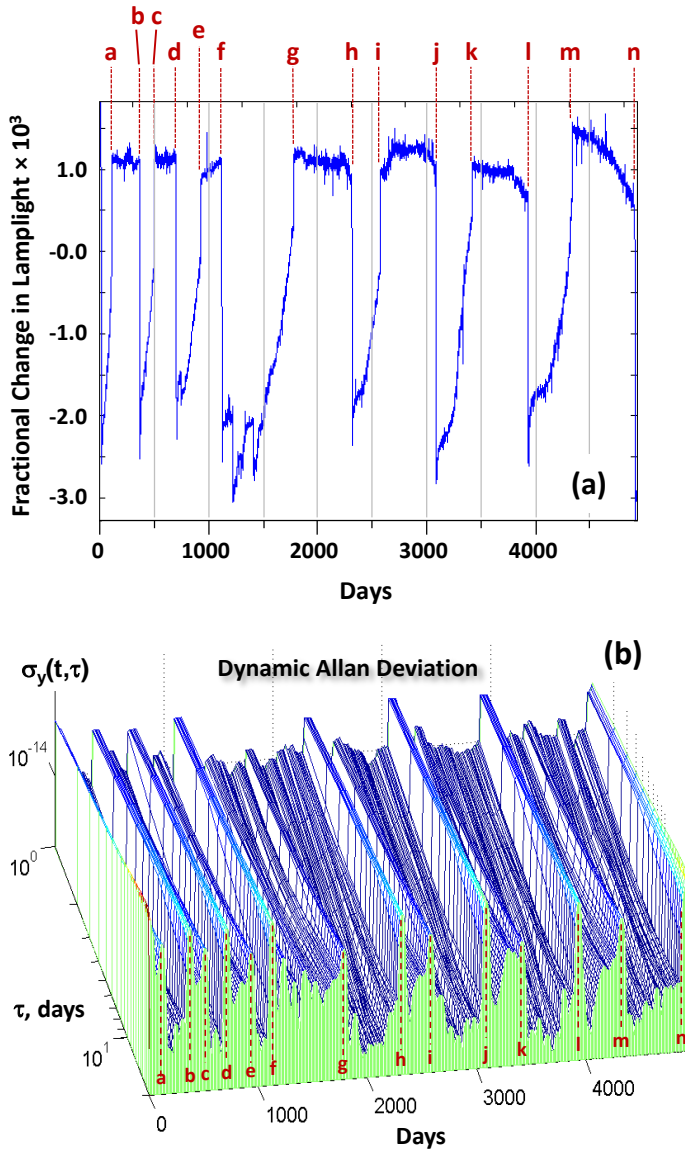 a b c d e f g h i j k l m n
Fractional Change in Lamplight × 10³
1.0
-0.0
-1.0
-2.0
-3.0
(a)
0 1000 2000 3000 4000
Days
(b)
σy(t,τ)
Dynamic Allan Deviation
10-14
10⁰
τ, days
10¹
a b c d e f g h i j k l m n
0 1000 2000 3000 4000
Days